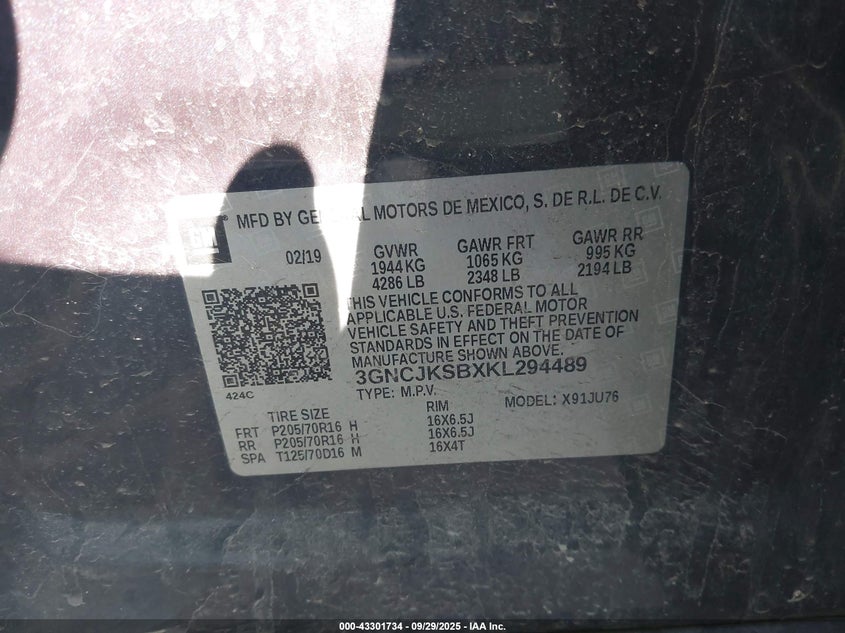 GM ® MFD BY GENERAL MOTORS DE MEXICO, S. DE R.L. DE C.V.
02/19 GVWR GAWR FRT GAWR RR
1944 KG 1065 KG 995 KG
4286 LB 2348 LB 2194 LB
THIS VEHICLE CONFORMS TO ALL
APPLICABLE U.S. FEDERAL MOTOR
VEHICLE SAFETY AND THEFT PREVENTION
STANDARDS IN EFFECT ON THE DATE OF
MANUFACTURE SHOWN ABOVE.
3GNCJKSBXKL294489
424C TYPE: M.P.V. MODEL: X91JU76
TIRE SIZE RIM
FRT P205/70R16 H 16X6.5J
RR P205/70R16 H 16X6.5J
SPA T125/70D16 M 16X4T
000-43301734 - 09/29/2025 - IAA Inc.